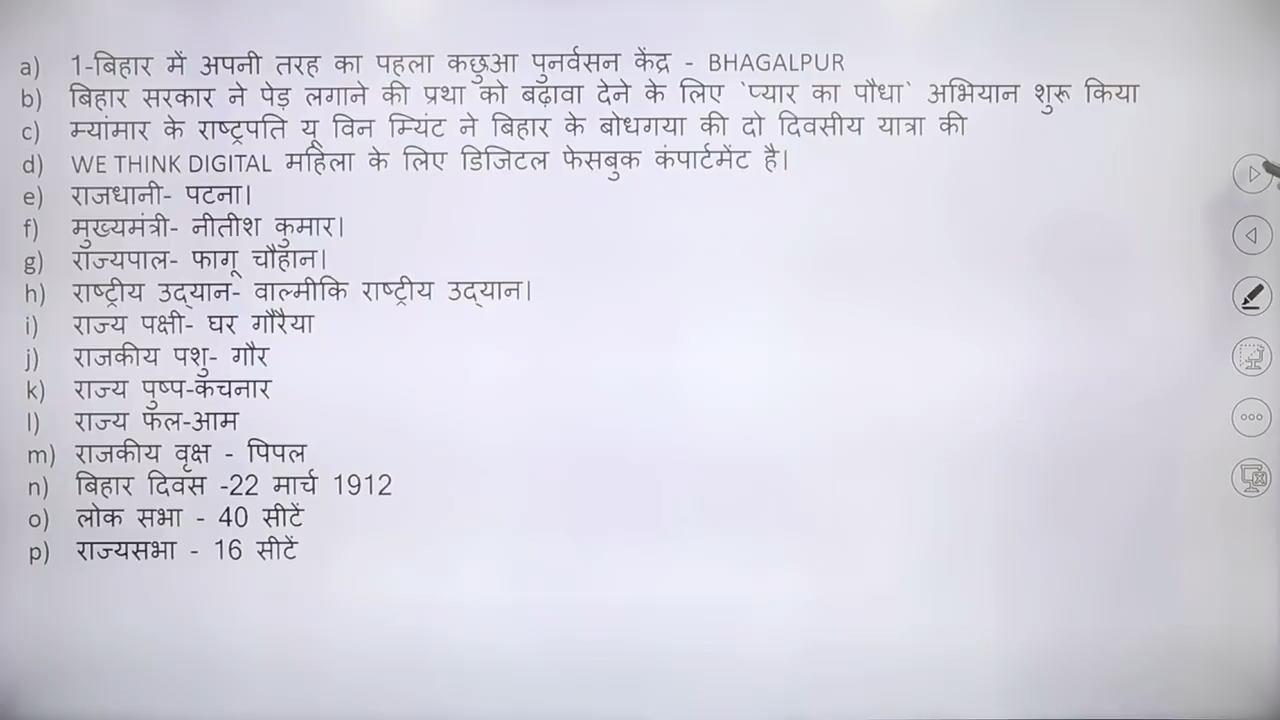 a) 1-बिहार में अपनी तरह का पहला कछुआ पुनर्वसन केंद्र - BHAGALPUR
b) बिहार सरकार ने पेड़ लगाने की प्रथा को बढ़ावा देने के लिए `प्यार का पौधा` अभियान शुरू किया
c) म्यांमार के राष्ट्रपति यू विन म्यिंट ने बिहार के बोधगया की दो दिवसीय यात्रा की
d) WE THINK DIGITAL महिला के लिए डिजिटल फेसबुक कंपार्टमेंट है।
e) राजधानी- पटना।
f) मुख्यमंत्री- नीतीश कुमार।
g) राज्यपाल- फागू चौहान।
h) राष्ट्रीय उद्यान- वाल्मीकि राष्ट्रीय उद्यान।
i) राज्य पक्षी- घर गौरैया
j) राजकीय पशु- गौर
k) राज्य पुष्प-कचनार
l) राज्य फल-आम
m) राजकीय वृक्ष - पिपल
n) बिहार दिवस -22 मार्च 1912
o) लोक सभा - 40 सीटें
p) राज्यसभा - 16 सीटें